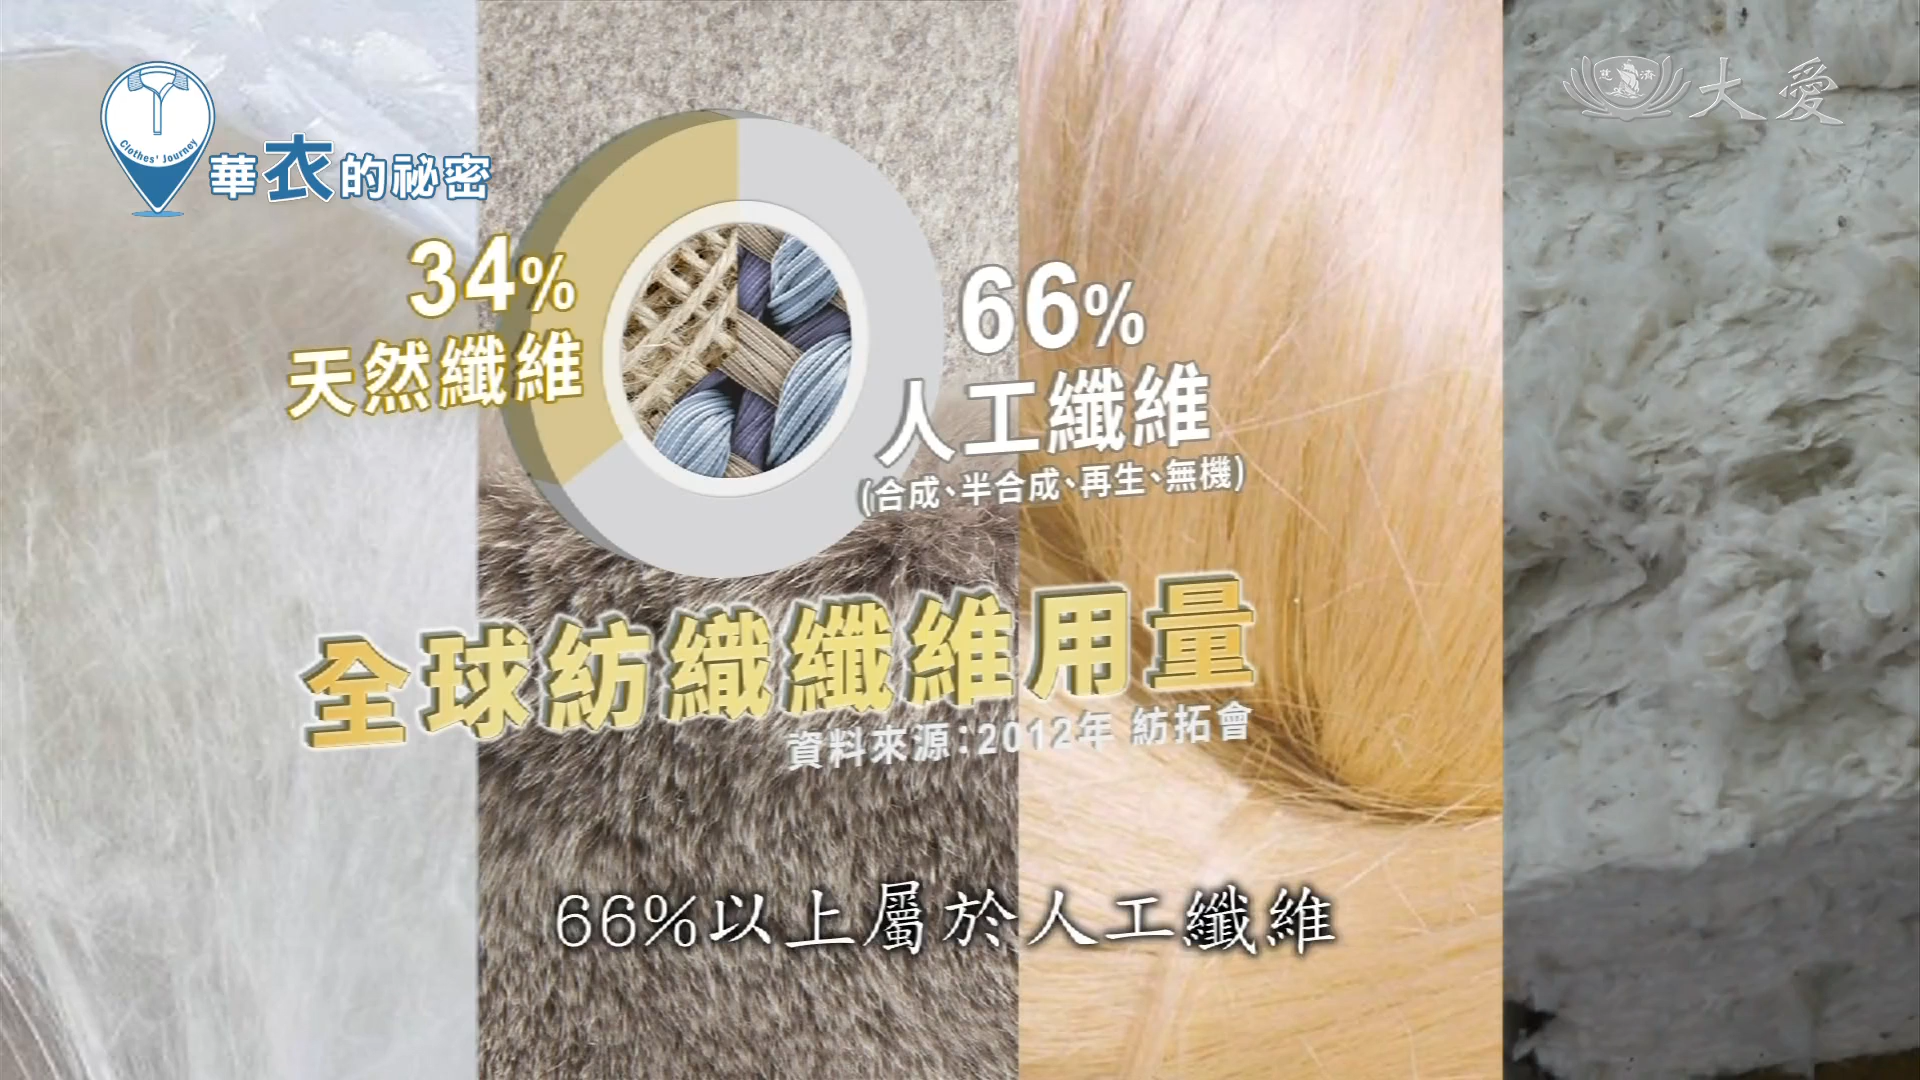 Clothes' Journey
華衣的祕密
慈濟
大愛
34%
天然纖維
66%
人工纖維
(合成、半合成、再生、無機)
全球紡織纖維用量
資料來源：2012年 紡拓會
66%以上屬於人工纖維